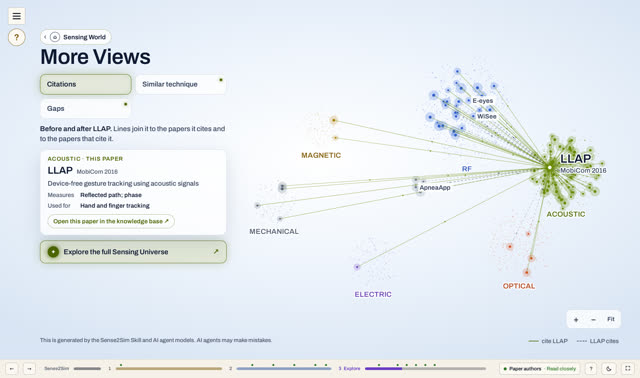 ?
‹ Sensing World
More Views
Citations
Similar technique
Gaps
Before and after LLAP. Lines join it to the papers it cites and
to the papers that cite it.
ACOUSTIC · THIS PAPER
LLAP MobiCom 2016
Device-free gesture tracking using acoustic signals
Measures Reflected path; phase
Used for Hand and finger tracking
Open this paper in the knowledge base ↗
Explore the full Sensing Universe ↗
E-eyes
WiSee
MAGNETIC
RF
LLAP
MobiCom 2016
ApneaApp
ACOUSTIC
MECHANICAL
OPTICAL
ELECTRIC
+ − Fit
This is generated by the Sense2Sim Skill and AI agent models. AI agents may make mistakes.
cite LLAP
LLAP cites
← → Sense2Sim 1 2 3 Explore Paper authors · Read closely ?